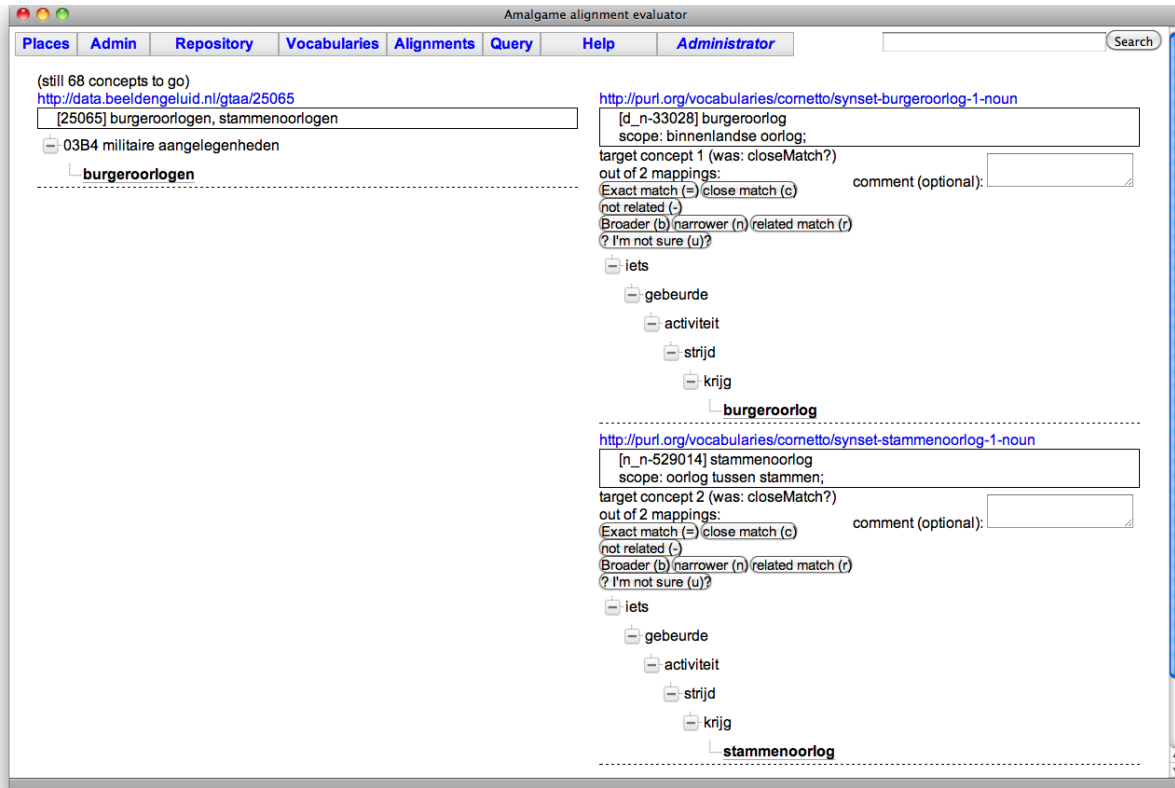 Amalgame alignment evaluator
Places Admin Repository Vocabularies Alignments Query Help Administrator Search
(still 68 concepts to go)
http://data.beeldengeluid.nl/gtaa/25065
[25065] burgeroorlogen, stammenoorlogen
03B4 militaire aangelegenheden
burgeroorlogen
http://purl.org/vocabularies/cornetto/synset-burgeroorlog-1-noun
[d_n-33028] burgeroorlog
scope: binnenlandse oorlog;
target concept 1 (was: closeMatch?)
out of 2 mappings:
comment (optional):
Exact match (=) close match (c)
not related (-)
Broader (b) narrower (n) related match (r)
? I'm not sure (u)?
iets
gebeurde
activiteit
strijd
krijg
burgeroorlog
http://purl.org/vocabularies/cornetto/synset-stammenoorlog-1-noun
[n_n-529014] stammenoorlog
scope: oorlog tussen stammen;
target concept 2 (was: closeMatch?)
out of 2 mappings:
comment (optional):
Exact match (=) close match (c)
not related (-)
Broader (b) narrower (n) related match (r)
? I'm not sure (u)?
iets
gebeurde
activiteit
strijd
krijg
stammenoorlog